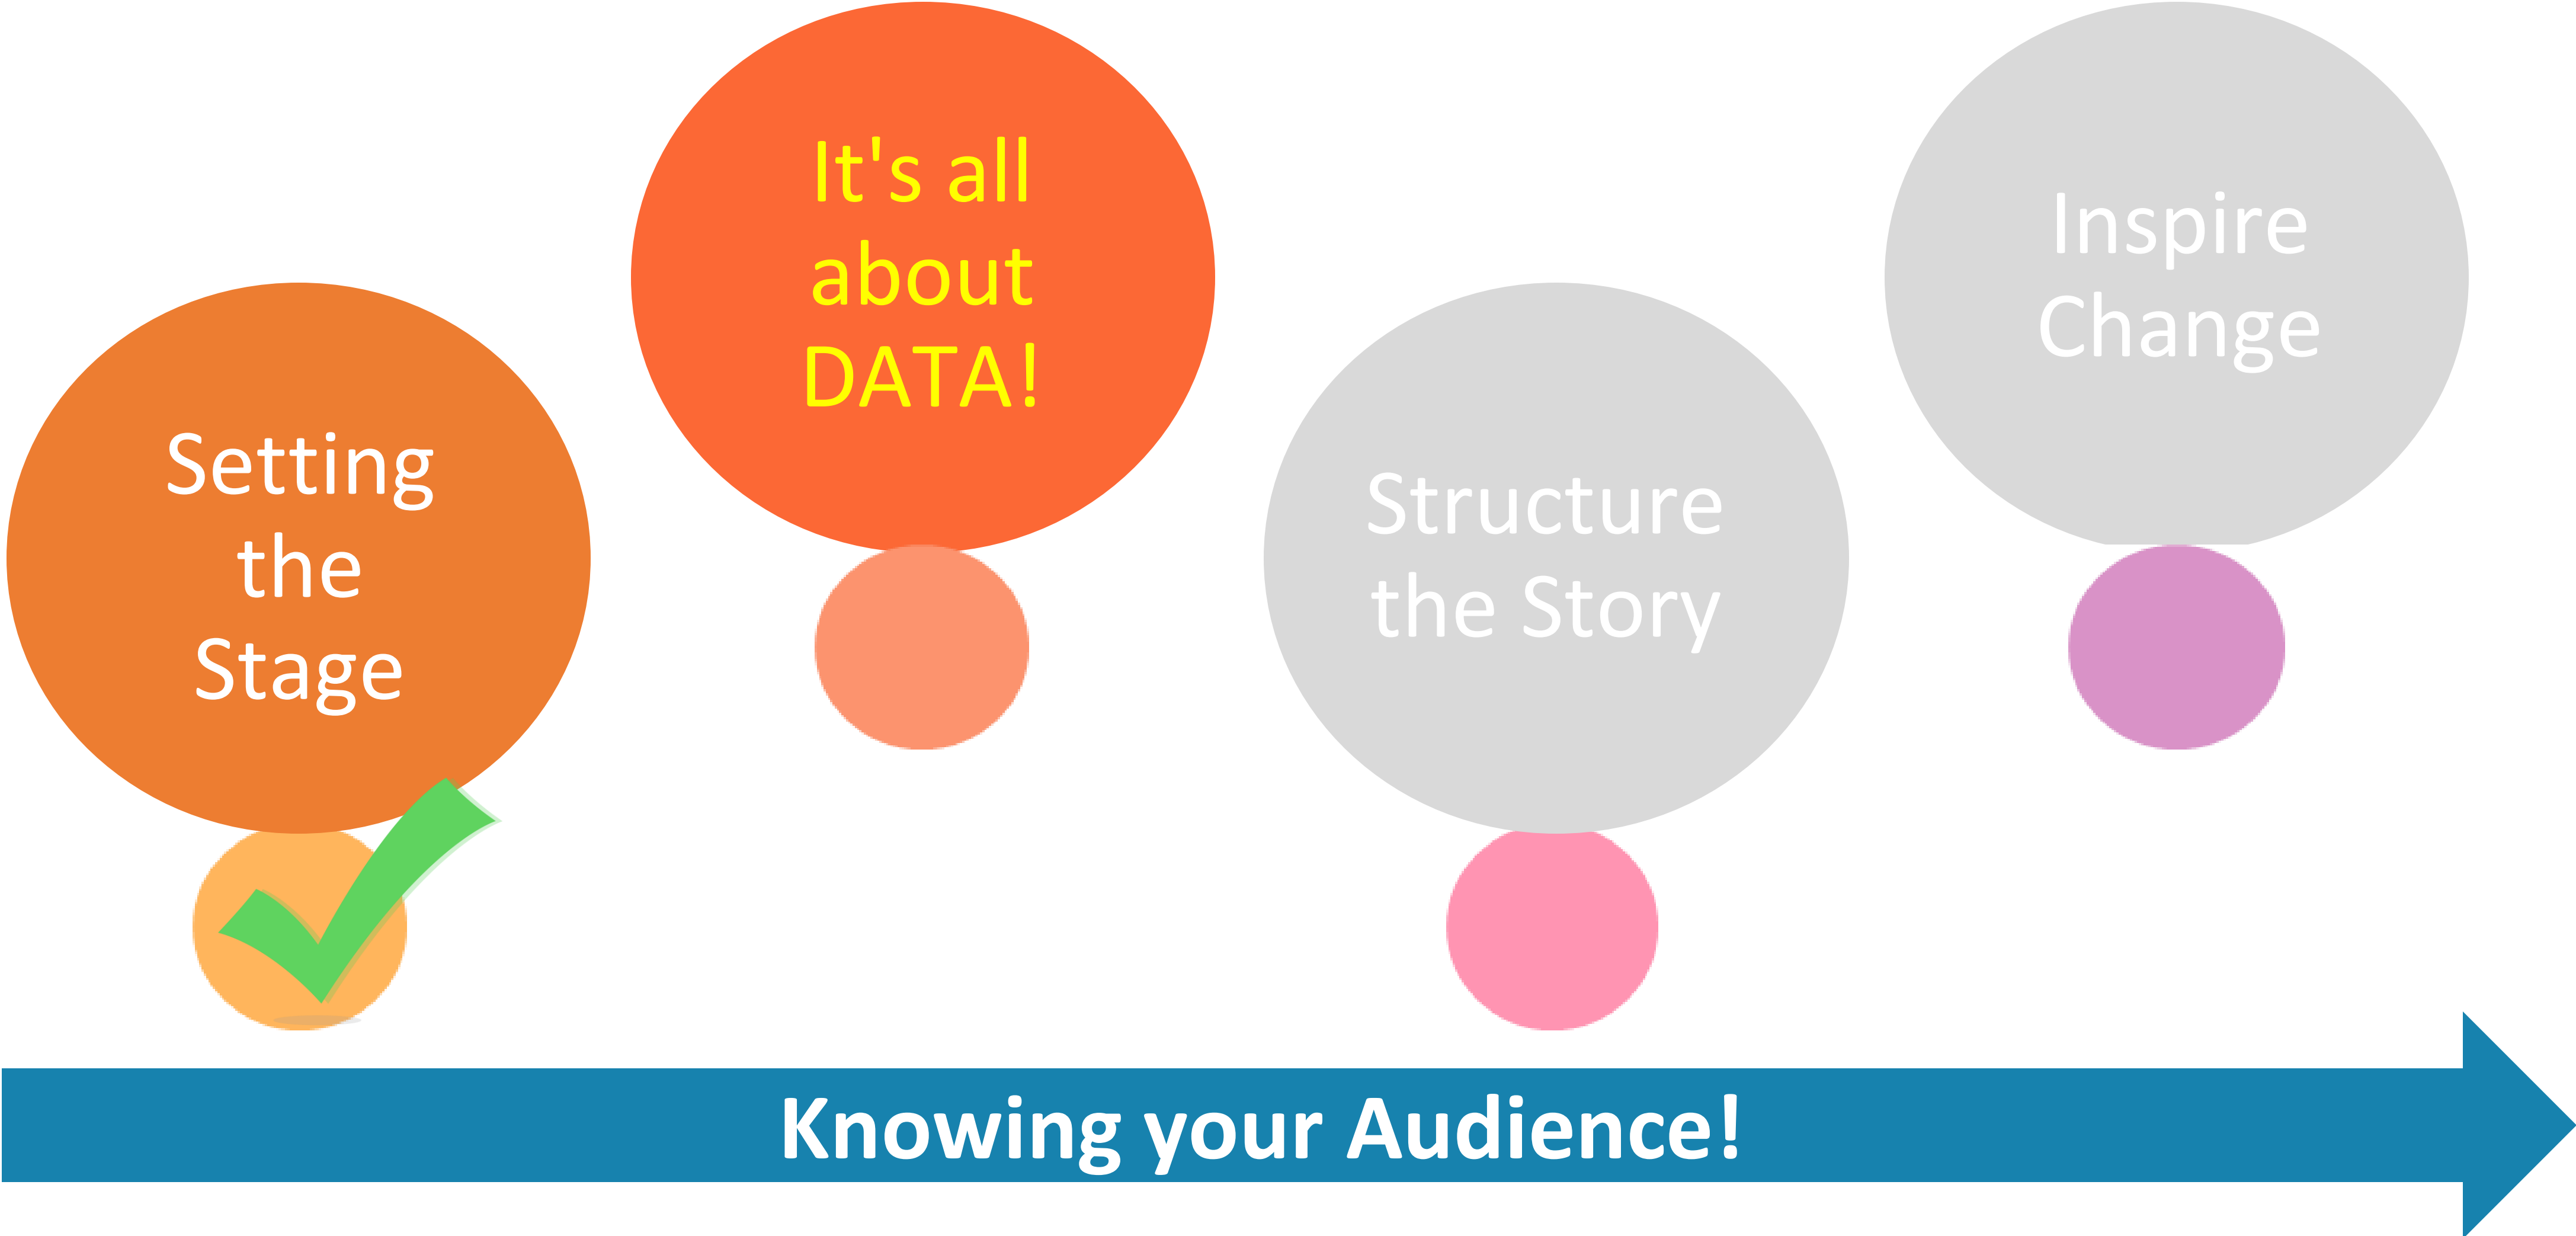 Setting
the
Stage
It's all
about
DATA!
Structure
the Story
Inspire
Change
Knowing your Audience!